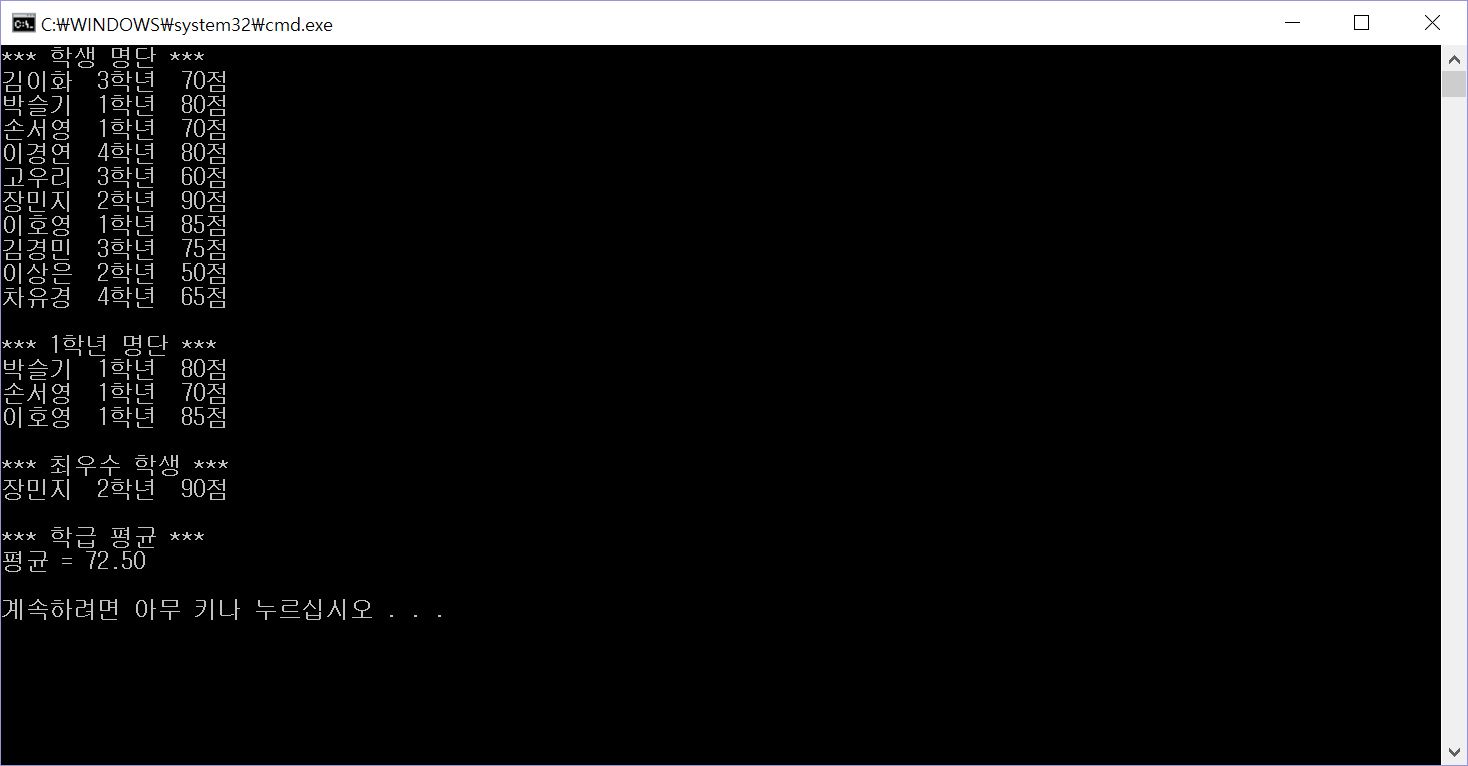 C:₩WINDOWS₩system32₩cmd.exe
*** 학생 명단 ***
김이화  3학년  70점
박슬기  1학년  80점
손서영  1학년  70점
이경연  4학년  80점
고우리  3학년  60점
장민지  2학년  90점
이호영  1학년  85점
김경민  3학년  75점
이상은  2학년  50점
차유경  4학년  65점
*** 1학년 명단 ***
박슬기  1학년  80점
손서영  1학년  70점
이호영  1학년  85점
*** 최우수 학생 ***
장민지  2학년  90점
*** 학급 평균 ***
평균 = 72.50
계속하려면 아무 키나 누르십시오 . . .